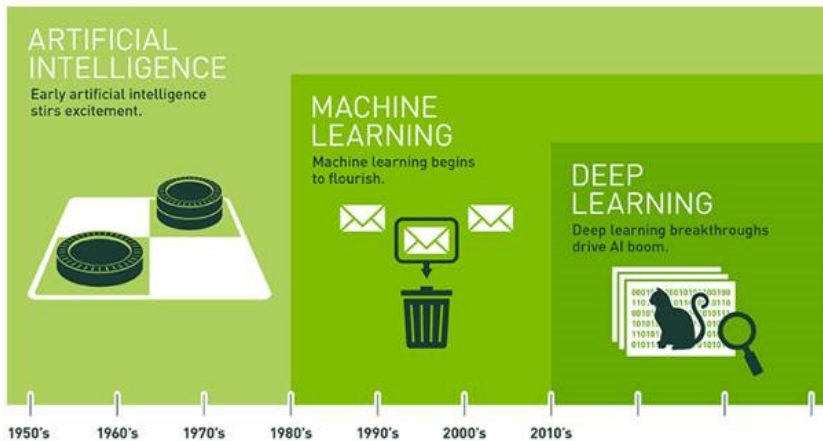 ARTIFICIAL
INTELLIGENCE
Early artificial intelligence
stirs excitement.
MACHINE
LEARNING
Machine learning begins
to flourish.
DEEP
LEARNING
Deep learning breakthroughs
drive AI boom.
1950's 1960's 1970's 1980's 1990's 2000's 2010's